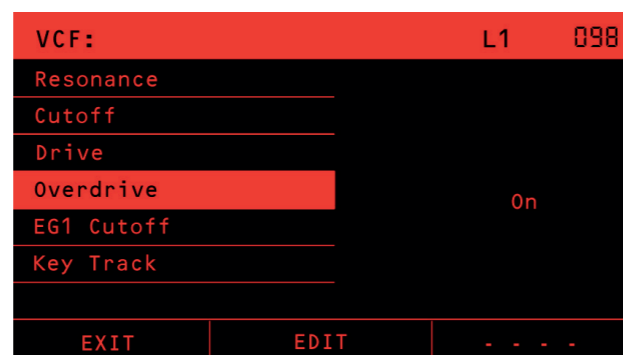 VCF: L1 098
Resonance
Cutoff
Drive
Overdrive
On
EG1 Cutoff
Key Track
EXIT EDIT - - - -